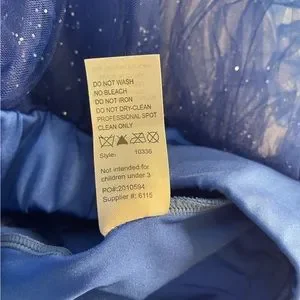 DO NOT WASH
NO BLEACH
DO NOT IRON
DO NOT DRY-CLEAN
PROFESSIONAL SPOT
CLEAN ONLY
Style: 10336
Not intended for
children under 3
PO#:2010594
Supplier #: 6115